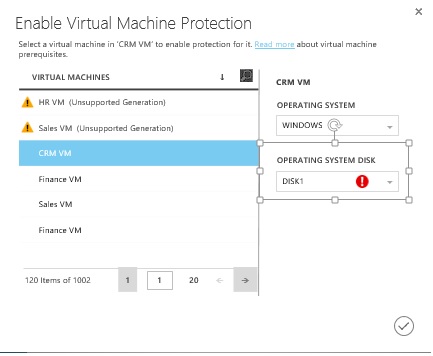 Enable Virtual Machine Protection
Select a virtual machine in 'CRM VM' to enable protection for it. Read more about virtual machine
prerequisites.
VIRTUAL MACHINES
HR VM (Unsupported Generation)
Sales VM (Unsupported Generation)
CRM VM
Finance VM
Sales VM
Finance VM
120 Items of 1002 1 1 20
CRM VM
OPERATING SYSTEM
WINDOWS
OPERATING SYSTEM DISK
DISK1